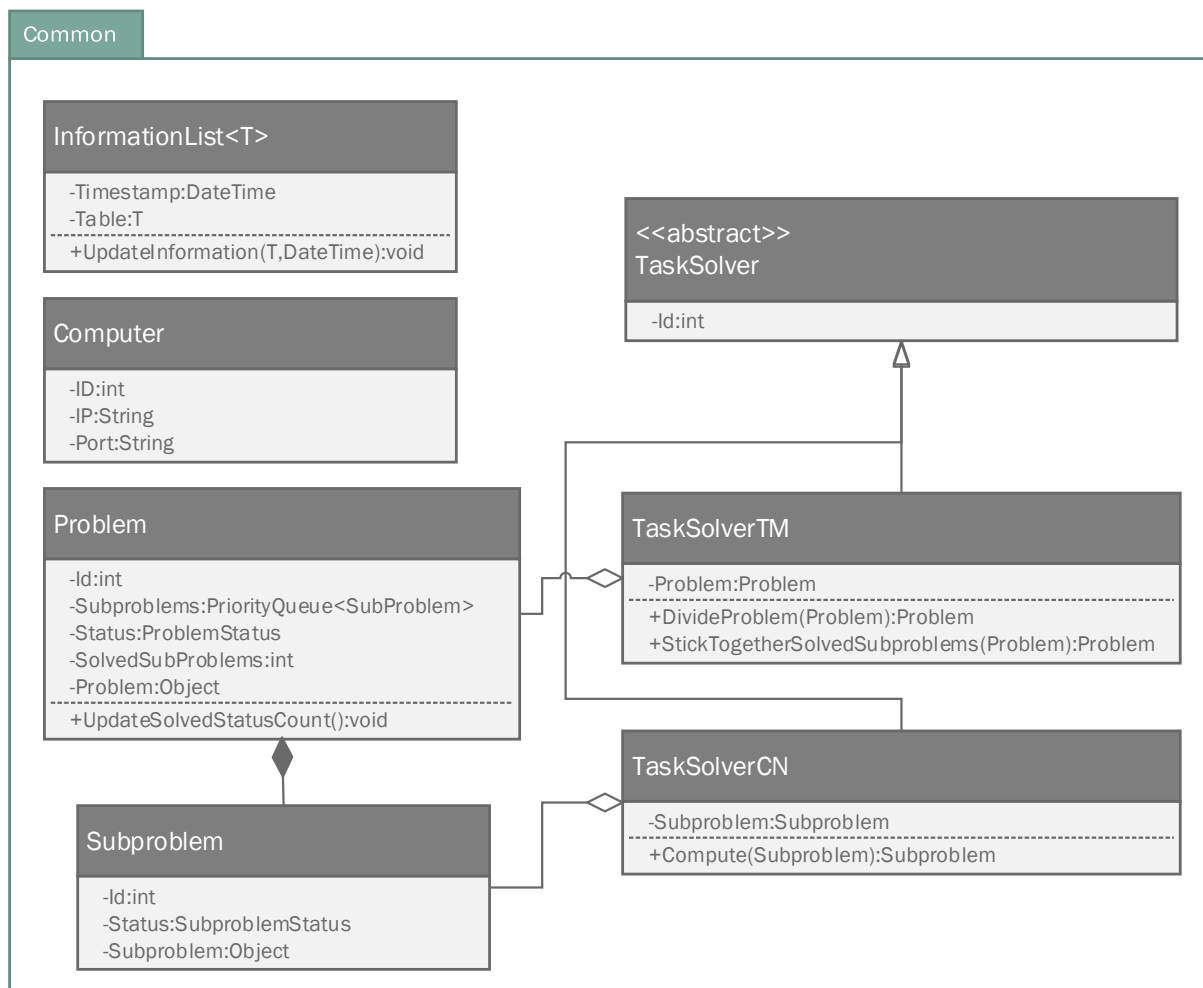 Common
InformationList<T>
-Timestamp:DateTime
-Table:T
+UpdateInformation(T,DateTime):void
Computer
-ID:int
-IP:String
-Port:String
Problem
-Id:int
-Subproblems:PriorityQueue<SubProblem>
-Status:ProblemStatus
-SolvedSubProblems:int
-Problem:Object
+UpdateSolvedStatusCount():void
Subproblem
-Id:int
-Status:SubproblemStatus
-Subproblem:Object
<<abstract>>
TaskSolver
-Id:int
TaskSolverTM
-Problem:Problem
+DivideProblem(Problem):Problem
+StickTogetherSolvedSubproblems(Problem):Problem
TaskSolverCN
-Subproblem:Subproblem
+Compute(Subproblem):Subproblem